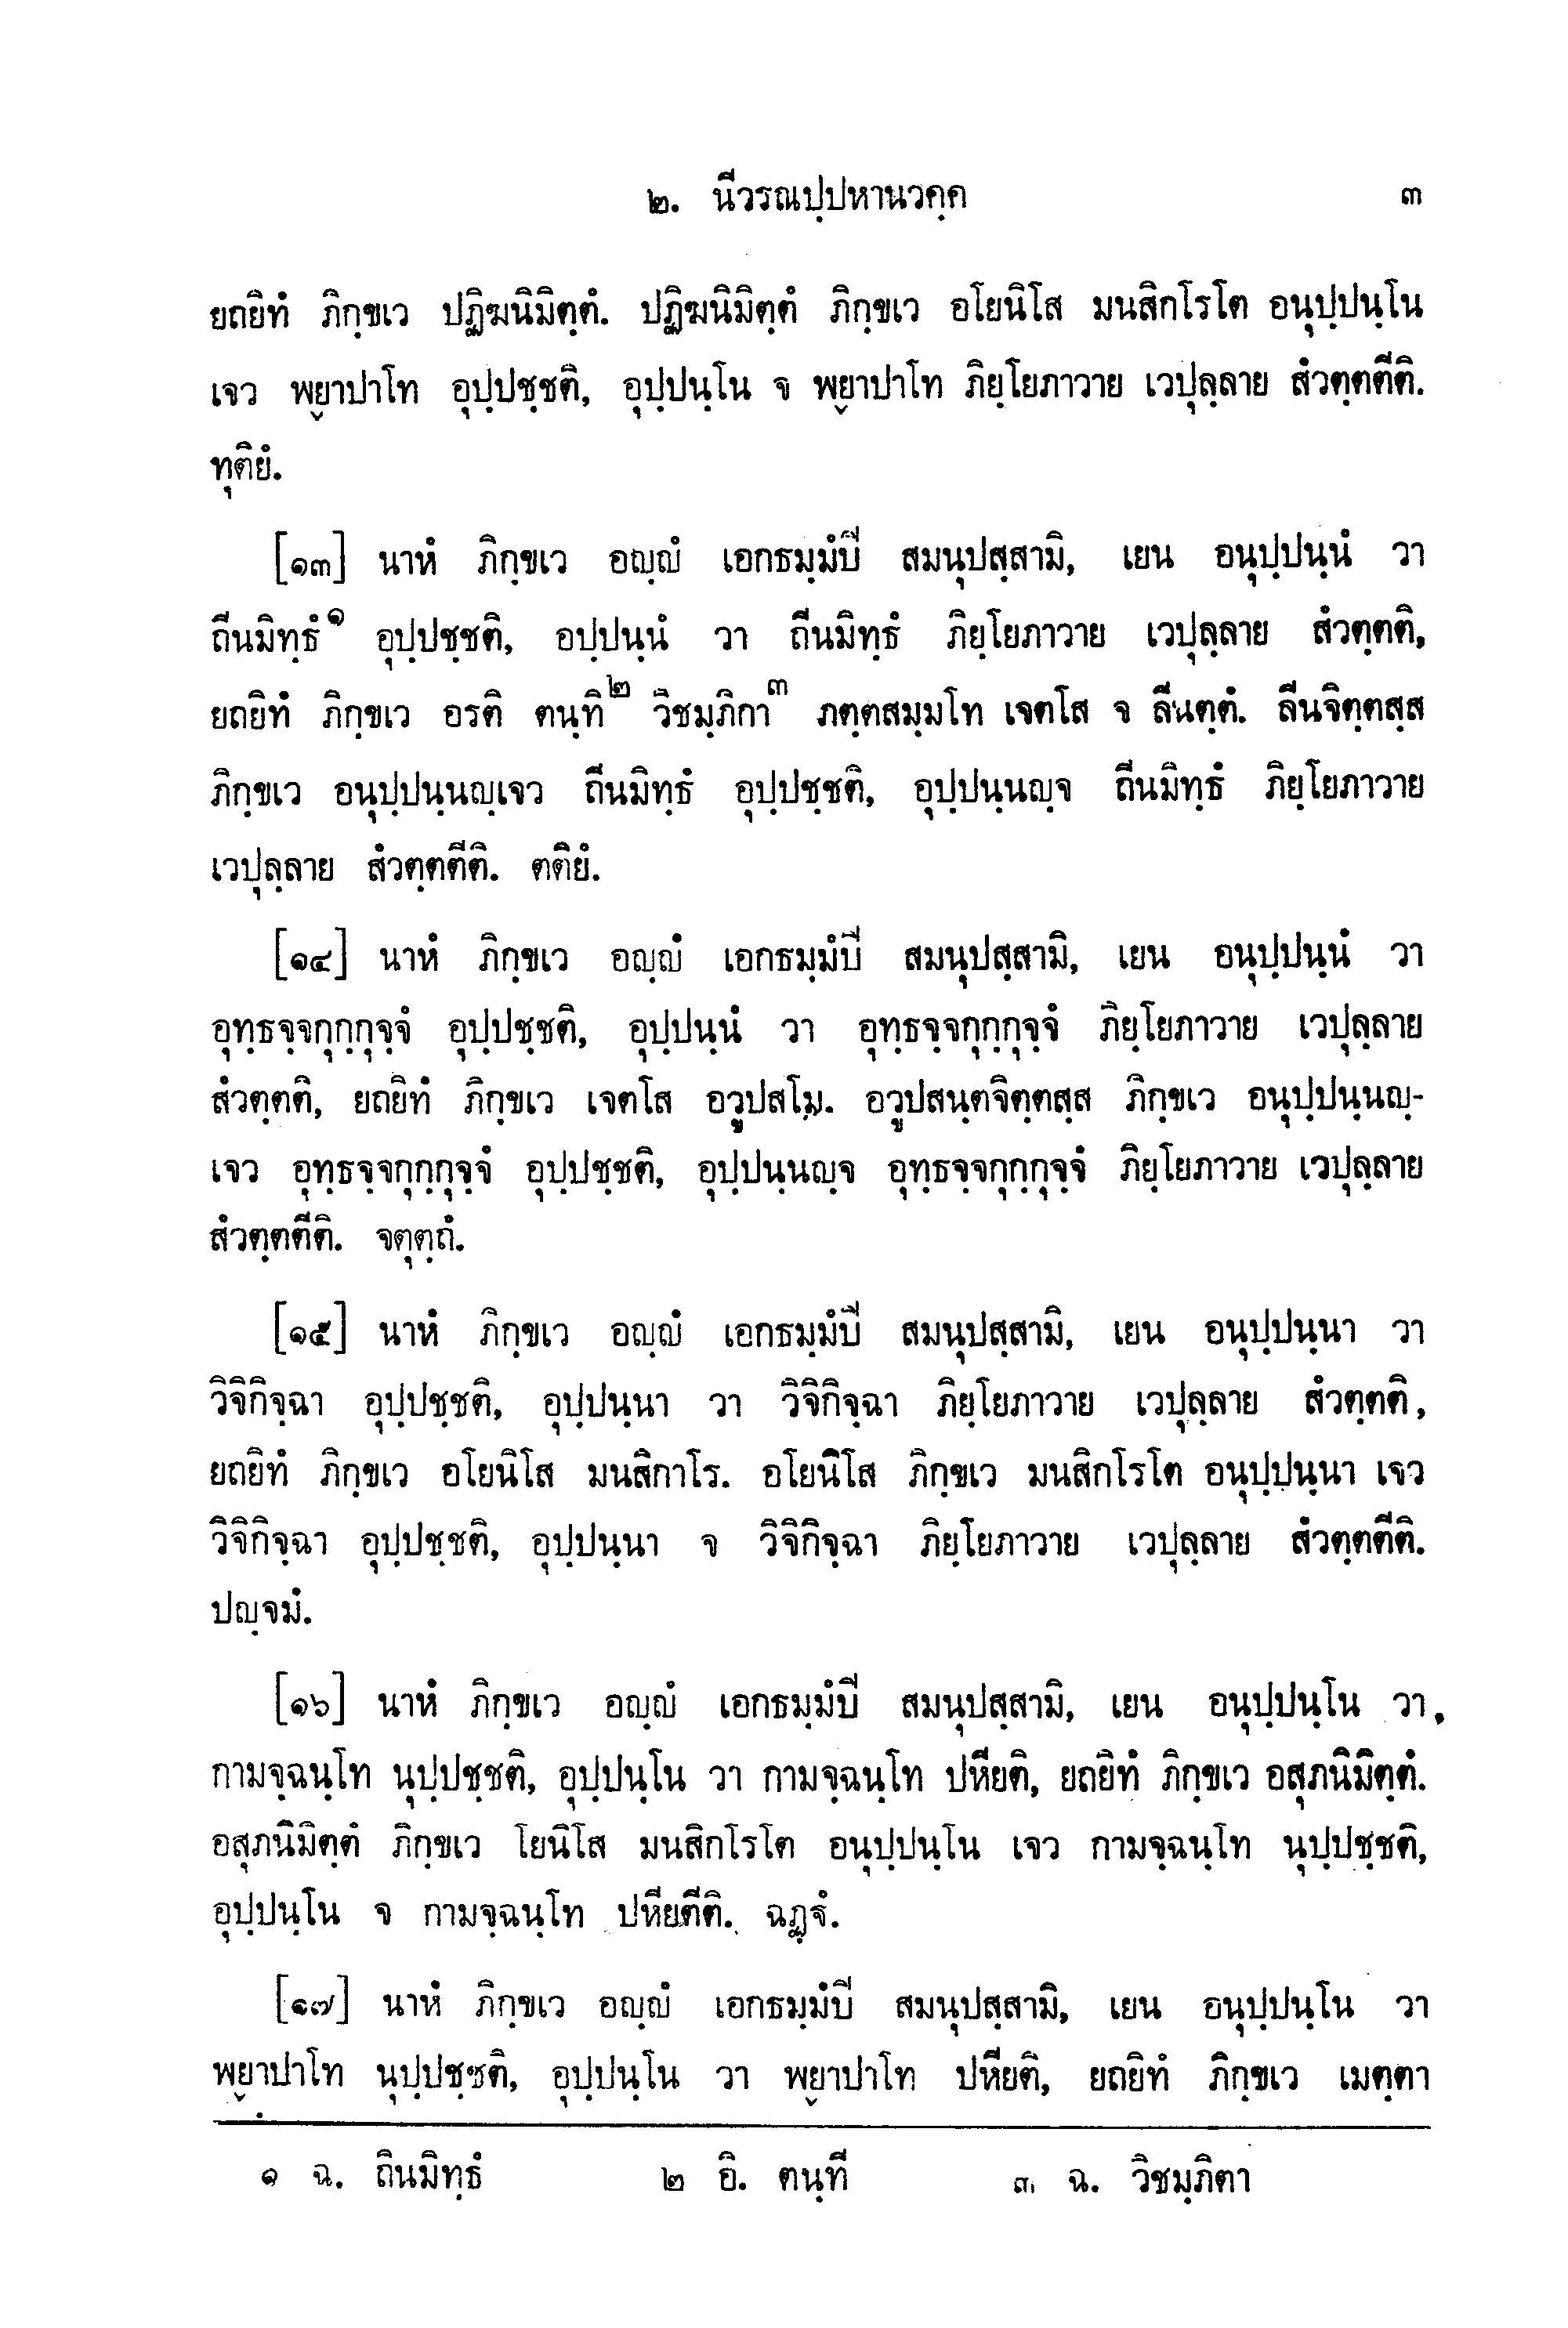 ๒. นีวรณปฺปหานวคฺค ๓
ยถยิทํ ภิกฺขเว ปฏิฆนิมิตฺตํ. ปฏิฆนิมิตฺตํ ภิกฺขเว อโยนิโส มนสิกโรโต อนุปฺปนฺโน
เจว พฺยาปาโท อุปฺปชฺชติ, อุปฺปนฺโน จ พฺยาปาโท ภิยฺโยภาวาย เวปุลฺลาย สํวตฺตตีติ.
ทุติยํ.
[๑๓] นาหํ ภิกฺขเว อญฺญํ เอกธมฺมํปี สมนุปสฺสามิ, เยน อนุปฺปนฺนํ วา
ถีนมิทฺธํ๑ อุปฺปชฺชติ, อปฺปนฺนํ วา ถีนมิทฺธํ ภิยฺโยภาวาย เวปุลฺลาย สํวตฺตติ,
ยถยิทํ ภิกฺขเว อรติ ตนฺทิ๒ วิชมฺภิกา๓ ภตฺตสมฺมโท เจตโส จ ลีนตฺตํ. ลีนจิตฺตสฺส
ภิกฺขเว อนุปฺปนฺนญฺเจว ถีนมิทฺธํ อุปฺปชฺชติ, อุปฺปนฺนญฺจ ถีนมิทฺธํ ภิยฺโยภาวาย
เวปุลฺลาย สํวตฺตตีติ. ตติยํ.
[๑๔] นาหํ ภิกฺขเว อญฺญํ เอกธมฺมํปี สมนุปสฺสามิ, เยน อนุปฺปนฺนํ วา
อุทฺธจฺจกุกฺกุจฺจํ อุปฺปชฺชติ, อุปฺปนฺนํ วา อุทฺธจฺจกุกฺกุจฺจํ ภิยฺโยภาวาย เวปุลฺลาย
สํวตฺตติ, ยถยิทํ ภิกฺขเว เจตโส อวูปสโม. อวูปสนฺตจิตฺตสฺส ภิกฺขเว อนุปฺปนฺนญฺ-
เจว อุทฺธจฺจกุกฺกุจฺจํ อุปฺปชฺชติ, อุปฺปนฺนญฺจ อุทฺธจฺจกุกฺกุจฺจํ ภิยฺโยภาวาย เวปุลฺลาย
สํวตฺตตีติ. จตุตฺถํ.
[๑๕] นาหํ ภิกฺขเว อญฺญํ เอกธมฺมํปี สมนุปสฺสามิ, เยน อนุปฺปนฺนา วา
วิจิกิจฺฉา อุปฺปชฺชติ, อุปฺปนฺนา วา วิจิกิจฺฉา ภิยฺโยภาวาย เวปุลฺลาย สํวตฺตติ,
ยถยิทํ ภิกฺขเว อโยนิโส มนสิกาโร. อโยนิโส ภิกฺขเว มนสิกโรโต อนุปฺปนฺนา เจว
วิจิกิจฺฉา อุปฺปชฺชติ, อุปฺปนฺนา จ วิจิกิจฺฉา ภิยฺโยภาวาย เวปุลฺลาย สํวตฺตตีติ.
ปญฺจมํ.
[๑๖] นาหํ ภิกฺขเว อญฺญํ เอกธมฺมํปี สมนุปสฺสามิ, เยน อนุปฺปนฺโน วา
กามจฺฉนฺโท นุปฺปชฺชติ, อุปฺปนฺโน วา กามจฺฉนฺโท ปหียติ, ยถยิทํ ภิกฺขเว อสุภนิมิตฺตํ.
อสุภนิมิตฺตํ ภิกฺขเว โยนิโส มนสิกโรโต อนุปฺปนฺโน เจว กามจฺฉนฺโท นุปฺปชฺชติ,
อุปฺปนฺโน จ กามจฺฉนฺโท ปหียตีติ. ฉฏฺฐํ.
[๑๗] นาหํ ภิกฺขเว อญฺญํ เอกธมฺมํปี สมนุปสฺสามิ, เยน อนุปฺปนฺโน วา
พฺยาปาโท นุปฺปชฺชติ, อุปฺปนฺโน วา พฺยาปาโท ปหียติ, ยถยิทํ ภิกฺขเว เมตฺตา
๑ ฉ. ถินมิทฺธํ ๒ อิ. ตนฺที ๓ ฉ. วิชมฺภิตา